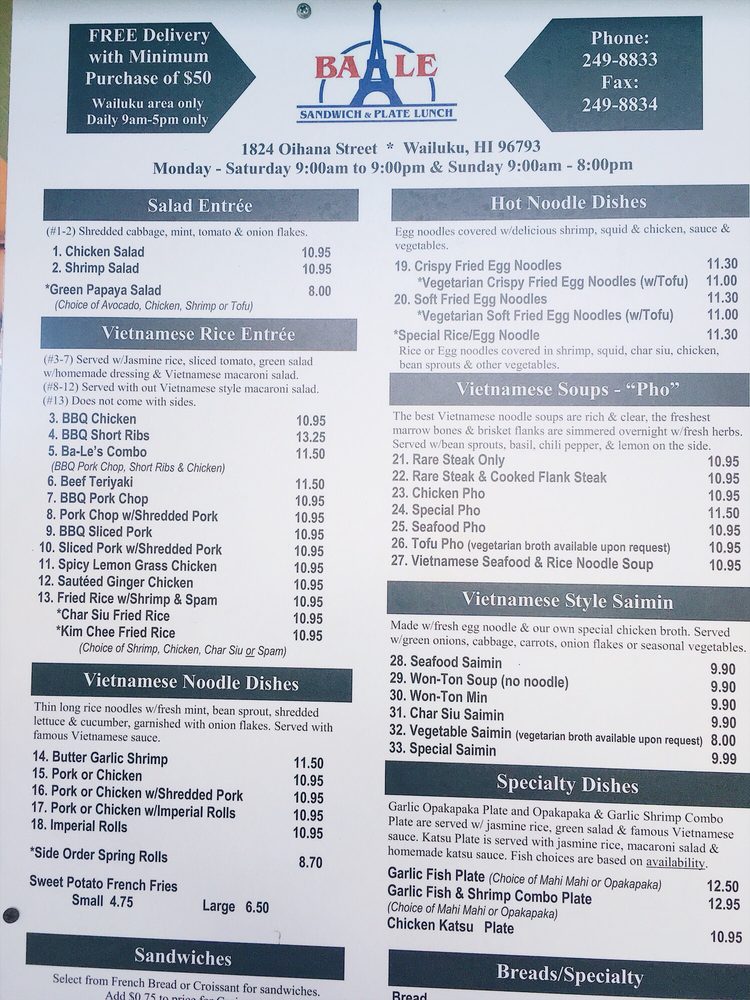 FREE Delivery
with Minimum
Purchase of $50
Wailuku area only
Daily 9am-5pm only
BA LE
SANDWICH & PLATE LUNCH
Phone:
249-8833
Fax:
249-8834
1824 Oihana Street * Wailuku, HI 96793
Monday - Saturday 9:00am to 9:00pm & Sunday 9:00am - 8:00pm
Salad Entrée
(#1-2) Shredded cabbage, mint, tomato & onion flakes.
1. Chicken Salad 10.95
2. Shrimp Salad 10.95
*Green Papaya Salad 8.00
(Choice of Avocado, Chicken, Shrimp or Tofu)
Vietnamese Rice Entrée
(#3-7) Served w/Jasmine rice, sliced tomato, green salad
w/homemade dressing & Vietnamese macaroni salad.
(#8-12) Served with out Vietnamese style macaroni salad.
(#13) Does not come with sides.
3. BBQ Chicken 10.95
4. BBQ Short Ribs 13.25
5. Ba-Le's Combo 11.50
(BBQ Pork Chop, Short Ribs & Chicken)
6. Beef Teriyaki 11.50
7. BBQ Pork Chop 10.95
8. Pork Chop w/Shredded Pork 10.95
9. BBQ Sliced Pork 10.95
10. Sliced Pork w/Shredded Pork 10.95
11. Spicy Lemon Grass Chicken 10.95
12. Sautéed Ginger Chicken 10.95
13. Fried Rice w/Shrimp & Spam 10.95
*Char Siu Fried Rice 10.95
*Kim Chee Fried Rice 10.95
(Choice of Shrimp, Chicken, Char Siu or Spam)
Vietnamese Noodle Dishes
Thin long rice noodles w/fresh mint, bean sprout, shredded
lettuce & cucumber, garnished with onion flakes. Served with
famous Vietnamese sauce.
14. Butter Garlic Shrimp 11.50
15. Pork or Chicken 10.95
16. Pork or Chicken w/Shredded Pork 10.95
17. Pork or Chicken w/Imperial Rolls 10.95
18. Imperial Rolls 10.95
*Side Order Spring Rolls 8.70
Sweet Potato French Fries
Small 4.75 Large 6.50
Sandwiches
Select from French Bread or Croissant for sandwiches.
Add $0.75 to price for
Hot Noodle Dishes
Egg noodles covered w/delicious shrimp, squid & chicken, sauce &
vegetables.
19. Crispy Fried Egg Noodles 11.30
*Vegetarian Crispy Fried Egg Noodles (w/Tofu) 11.00
20. Soft Fried Egg Noodles 11.30
*Vegetarian Soft Fried Egg Noodles (w/Tofu) 11.00
*Special Rice/Egg Noodle 11.30
Rice or Egg noodles covered in shrimp, squid, char siu, chicken,
bean sprouts & other vegetables.
Vietnamese Soups - “Pho”
The best Vietnamese noodle soups are rich & clear, the freshest
marrow bones & brisket flanks are simmered overnight w/fresh herbs.
Served w/bean sprouts, basil, chili pepper, & lemon on the side.
21. Rare Steak Only 10.95
22. Rare Steak & Cooked Flank Steak 10.95
23. Chicken Pho 10.95
24. Special Pho 11.50
25. Seafood Pho 10.95
26. Tofu Pho (vegetarian broth available upon request) 10.95
27. Vietnamese Seafood & Rice Noodle Soup 10.95
Vietnamese Style Saimin
Made w/fresh egg noodle & our own special chicken broth. Served
w/green onions, cabbage, carrots, onion flakes or seasonal vegetables.
28. Seafood Saimin 9.90
29. Won-Ton Soup (no noodle) 9.90
30. Won-Ton Min 9.90
31. Char Siu Saimin 9.90
32. Vegetable Saimin (vegetarian broth available upon request) 8.00
33. Special Saimin 9.99
Specialty Dishes
Garlic Opakapaka Plate and Opakapaka & Garlic Shrimp Combo
Plate are served w/ jasmine rice, green salad & famous Vietnamese
sauce. Katsu Plate is served with jasmine rice, macaroni salad &
homemade katsu sauce. Fish choices are based on availability.
Garlic Fish Plate (Choice of Mahi Mahi or Opakapaka) 12.50
Garlic Fish & Shrimp Combo Plate 12.95
(Choice of Mahi Mahi or Opakapaka)
Chicken Katsu Plate 10.95
Breads/Specialty
Bread